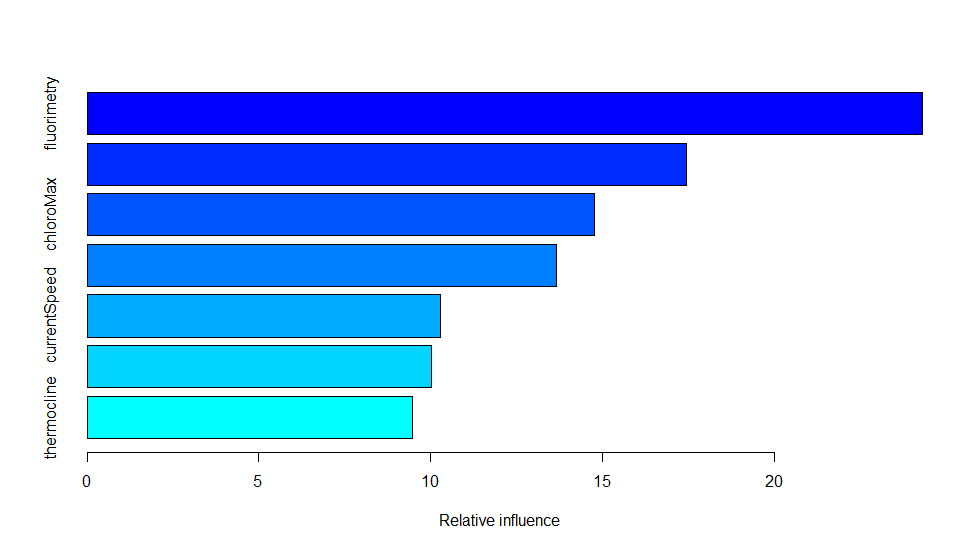 fluorimetry
chloroMax
currentSpeed
thermocline
0 5 10 15 20
Relative influence